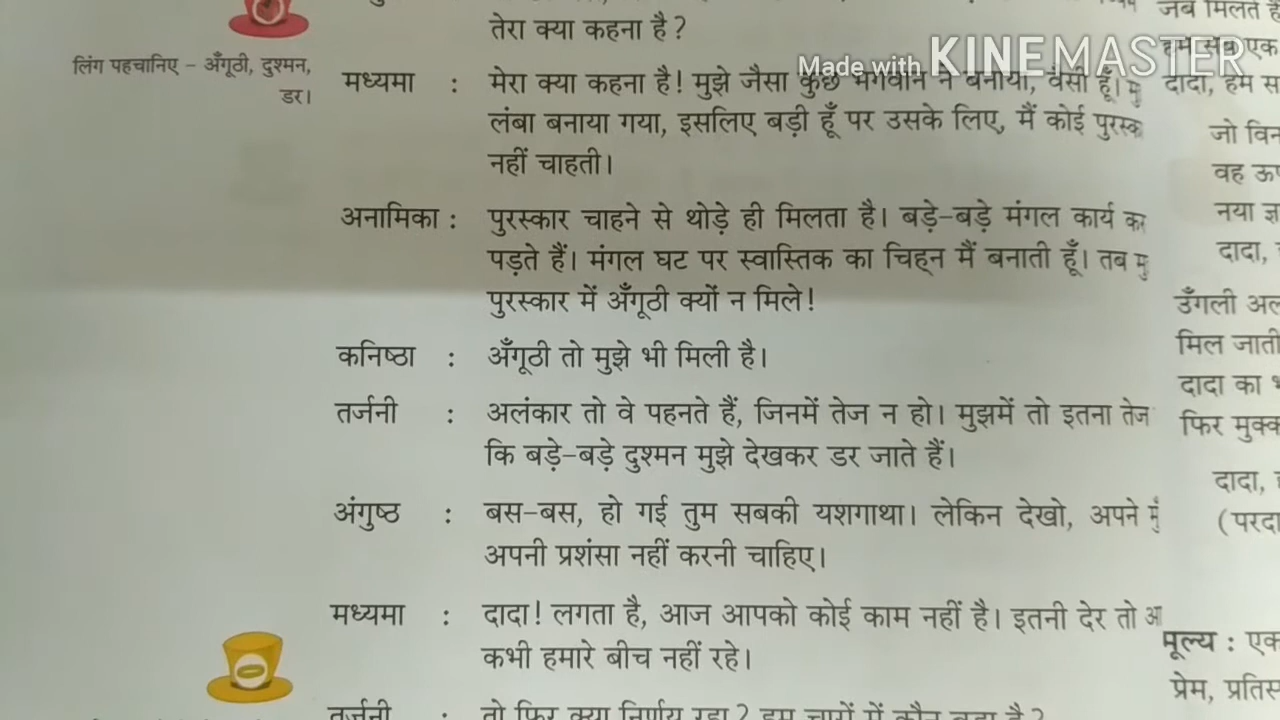 तेरा क्या कहना है?
लिंग पहचानिए – अँगूठी, दुश्मन,
डर।
मध्यमा : मेरा क्या कहना है! मुझे जैसा कुछ भगवान ने बनाया, वैसी हूँ।
लंबा बनाया गया, इसलिए बड़ी हूँ पर उसके लिए, मैं कोई
नहीं चाहती।
अनामिका : पुरस्कार चाहने से थोड़े ही मिलता है। बड़े-बड़े मंगल कार्य
पड़ते हैं। मंगल घट पर स्वास्तिक का चिह्न मैं बनाती हूँ। तब
पुरस्कार में अँगूठी क्यों न मिले!
कनिष्ठा : अँगूठी तो मुझे भी मिली है।
तर्जनी : अलंकार तो वे पहनते हैं, जिनमें तेज न हो। मुझमें तो इतना तेज
कि बड़े-बड़े दुश्मन मुझे देखकर डर जाते हैं।
अंगुष्ठ : बस-बस, हो गई तुम सबकी यशगाथा। लेकिन देखो, अपने
अपनी प्रशंसा नहीं करनी चाहिए।
मध्यमा : दादा! लगता है, आज आपको कोई काम नहीं है। इतनी देर तो
कभी हमारे बीच नहीं रहे।
तर्जनी : तो फिर क्या निर्णय रहा? हम चारों में कौन बड़ा है?
जब मिलते
हम सब एक
दादा, हम
जो
वह
नया
दादा,
उँगली
मिल जाती
दादा का
फिर
दादा,
मूल्य :
प्रेम,
Made with KINEMASTER